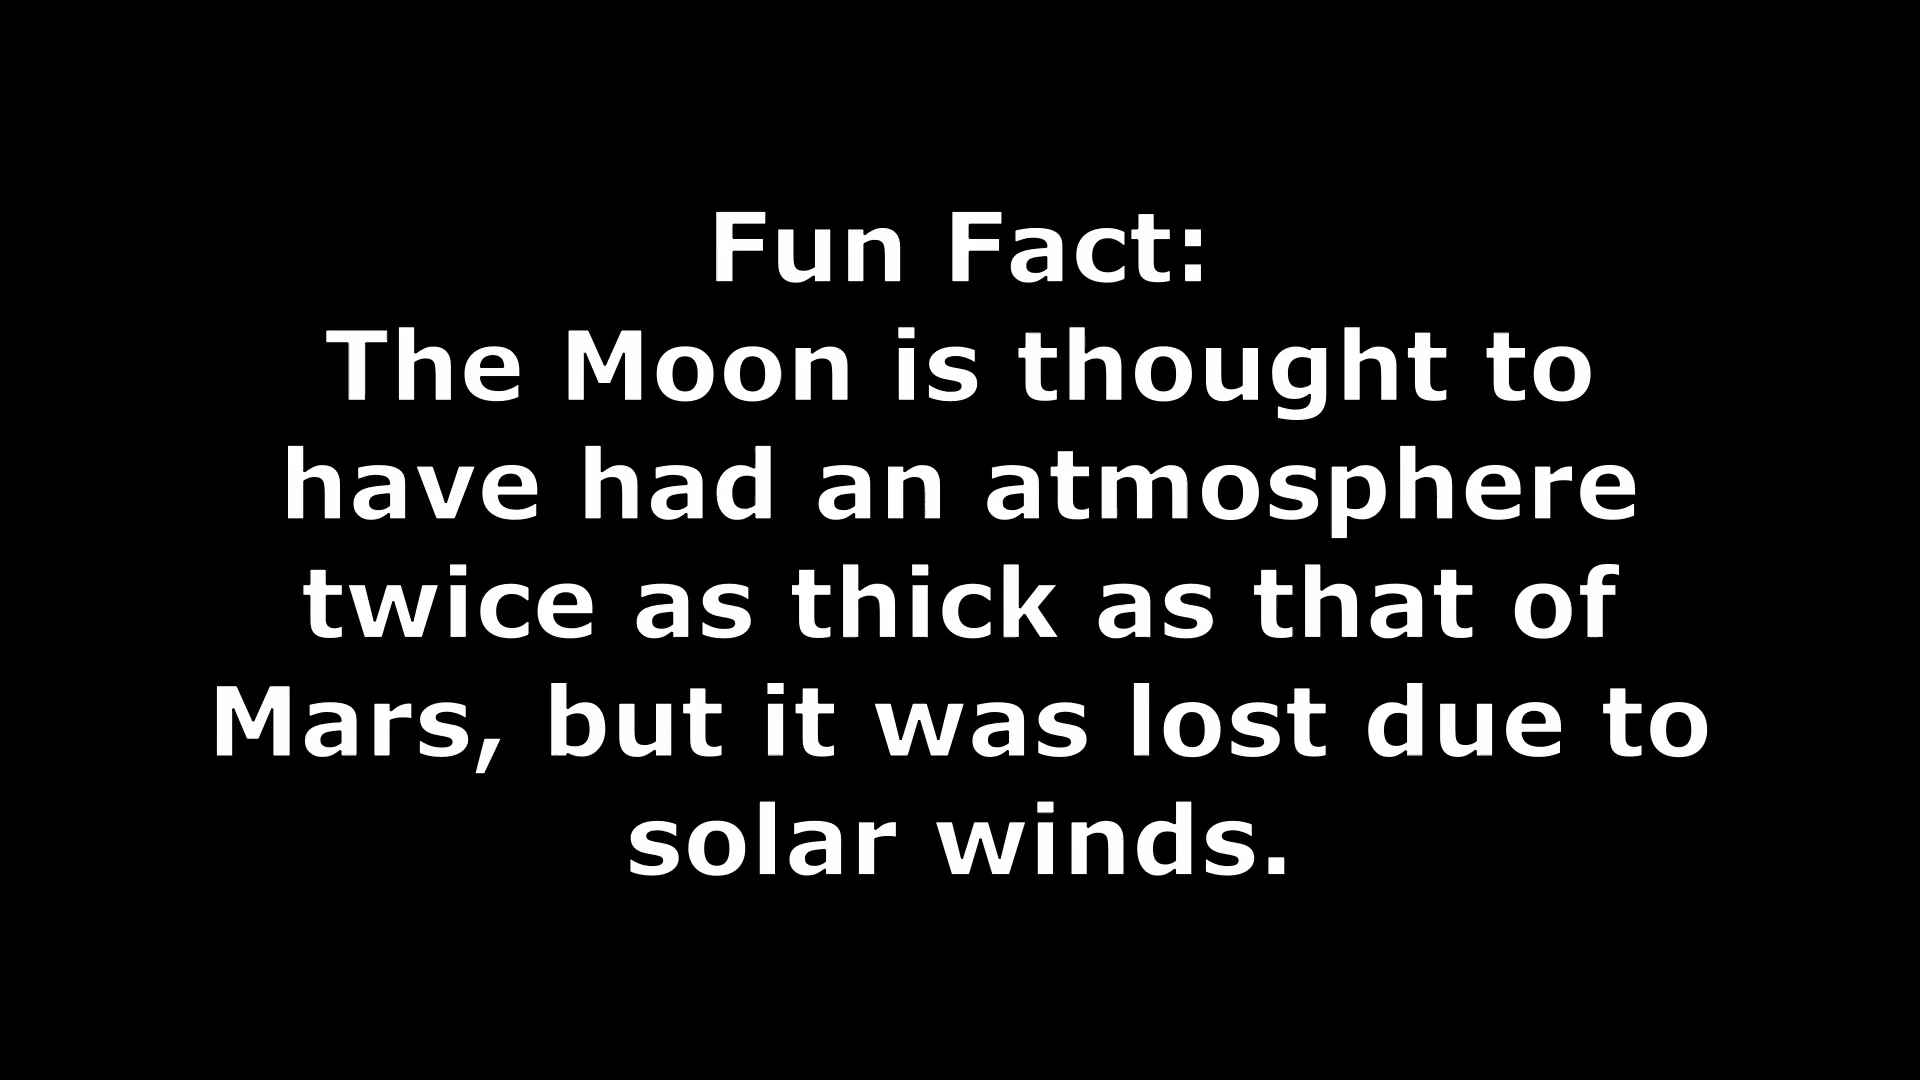 Fun Fact:
The Moon is thought to
have had an atmosphere
twice as thick as that of
Mars, but it was lost due to
solar winds.